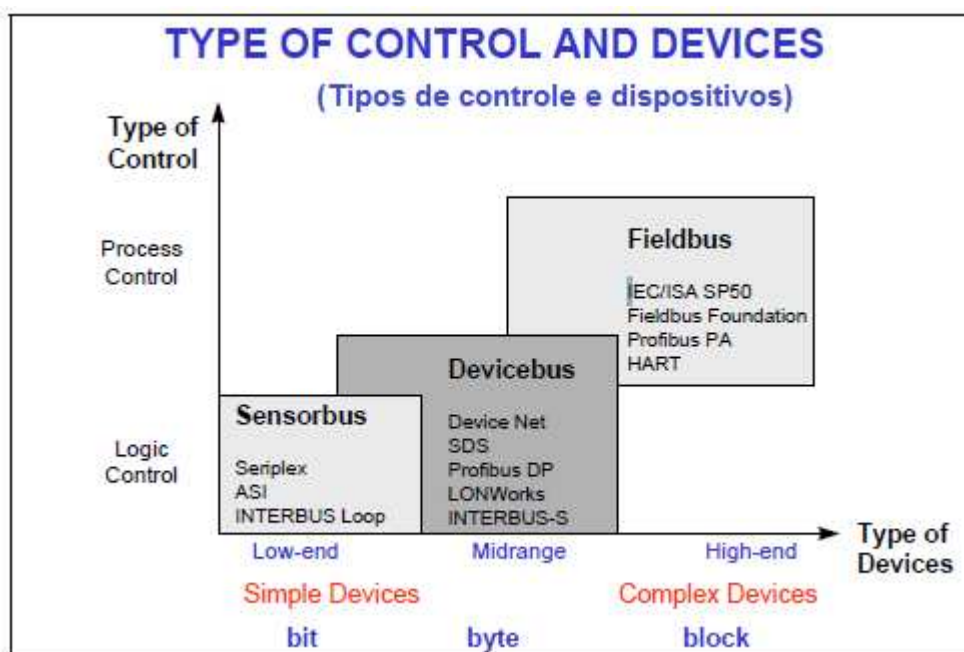 TYPE OF CONTROL AND DEVICES
(Tipos de controle e dispositivos)
Type of
Control
Process
Control
Logic
Control
Fieldbus
IEC/ISA SP50
Fieldbus Foundation
Profibus PA
HART
Devicebus
Device Net
SDS
Profibus DP
LONWorks
INTERBUS-S
Sensorbus
Seriplex
ASI
INTERBUS Loop
Low-end
Midrange
High-end
Type of
Devices
Simple Devices
Complex Devices
bit
byte
block